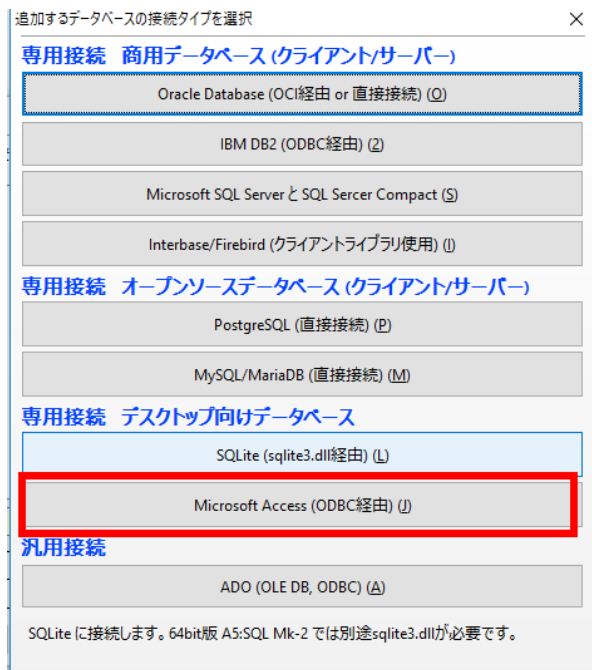 追加するデータベースの接続タイプを選択
専用接続 商用データベース (クライアント/サーバー)
Oracle Database (OCI経由 or 直接接続) (O)
IBM DB2 (ODBC経由) (2)
Microsoft SQL Server と SQL Sercer Compact (S)
Interbase/Firebird (クライアントライブラリ使用) (I)
専用接続 オープンソースデータベース (クライアント/サーバー)
PostgreSQL (直接接続) (P)
MySQL/MariaDB (直接接続) (M)
専用接続 デスクトップ向けデータベース
SQLite (sqlite3.dll経由) (L)
Microsoft Access (ODBC経由) (J)
汎用接続
ADO (OLE DB, ODBC) (A)
SQLite に接続します。64bit版 A5:SQL Mk-2 では別途sqlite3.dllが必要です。